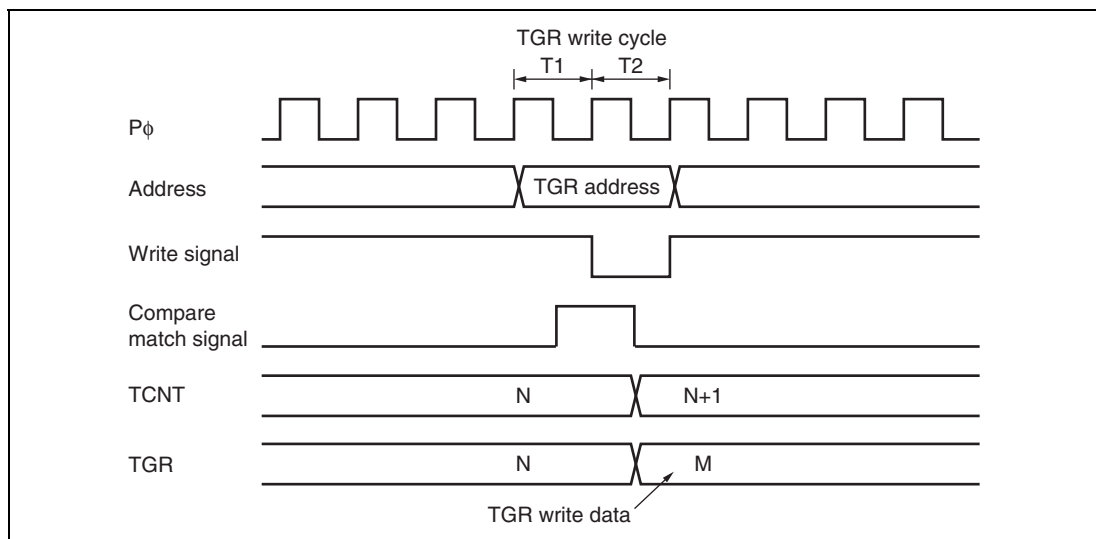 TGR write cycle
T1 T2
Pϕ
Address TGR address
Write signal
Compare
match signal
TCNT N N+1
TGR N M
TGR write data